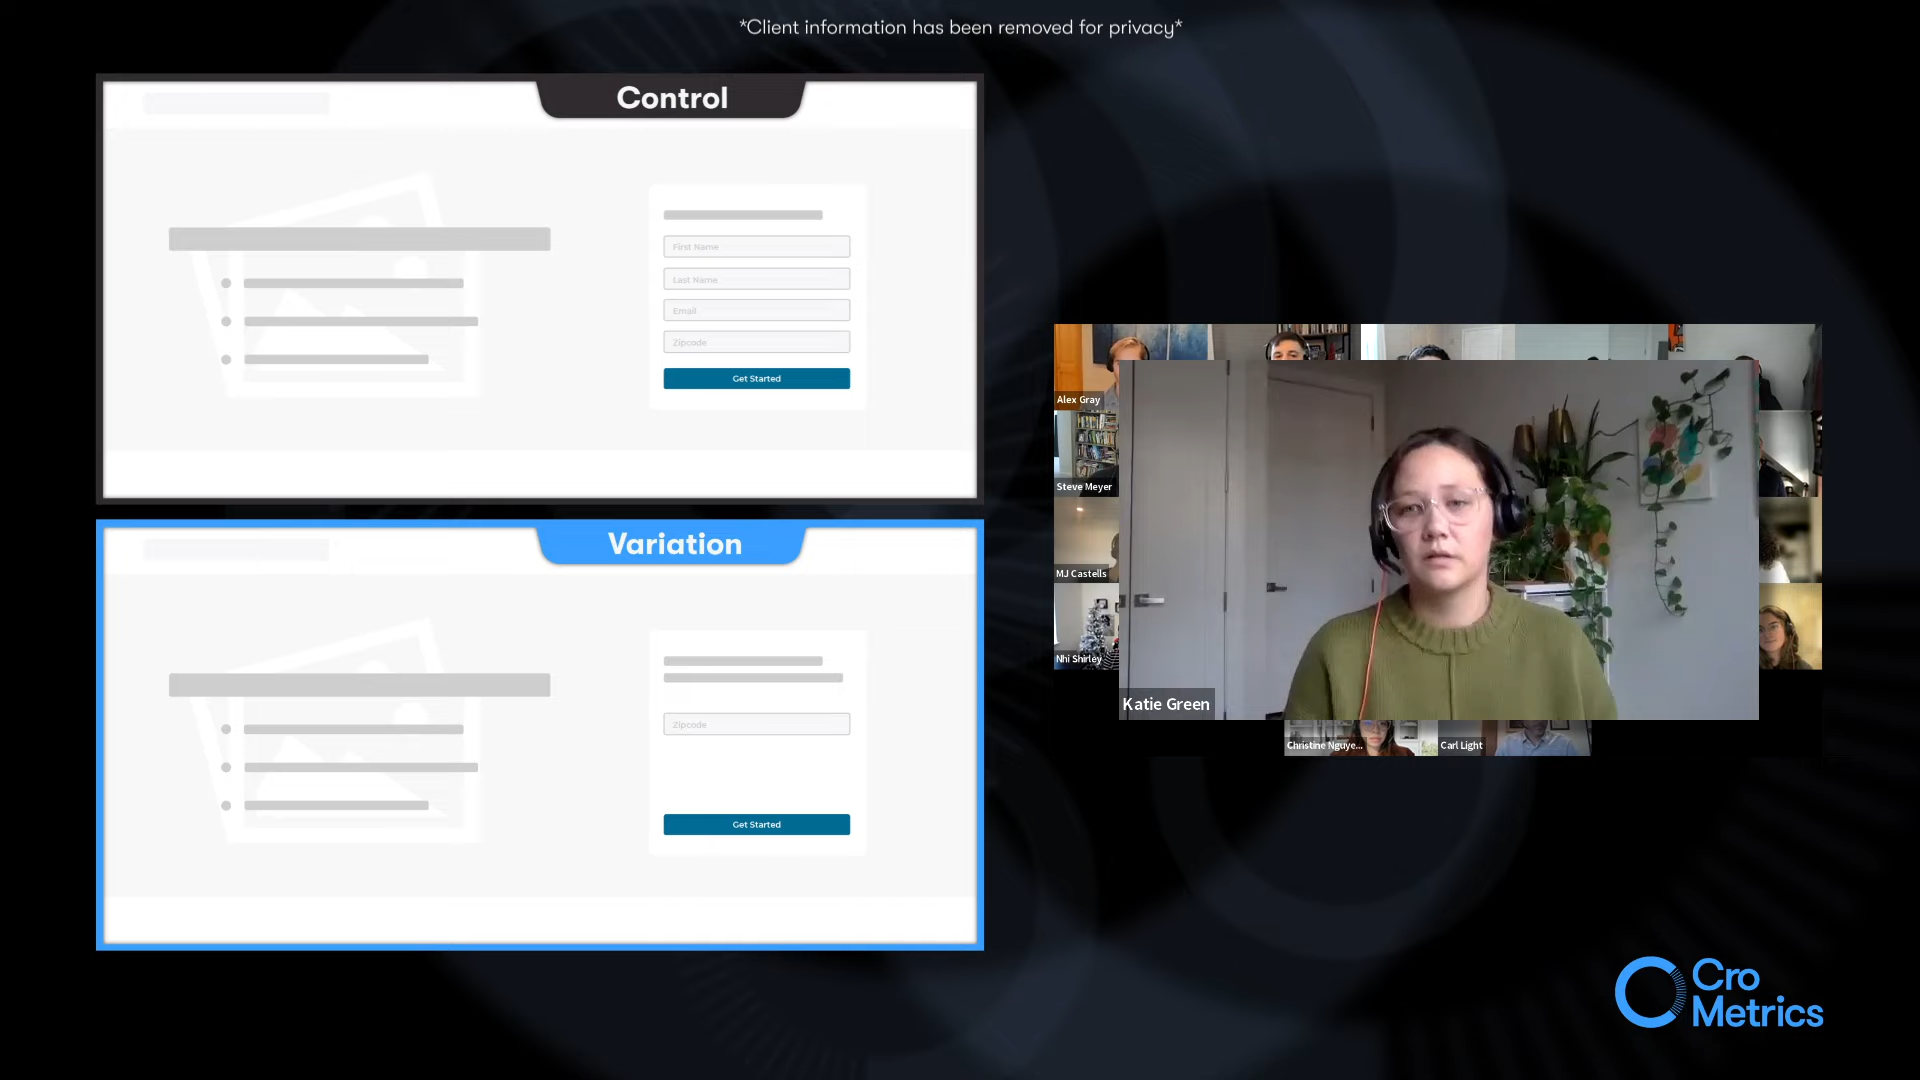 *Client information has been removed for privacy*
Control
First Name
Last Name
Email
Zipcode
Get Started
Variation
Zipcode
Get Started
Alex Gray
Steve Meyer
MJ Castells
Nhi Shirley
Katie Green
Christine Nguye...
Carl Light
Cro
Metrics